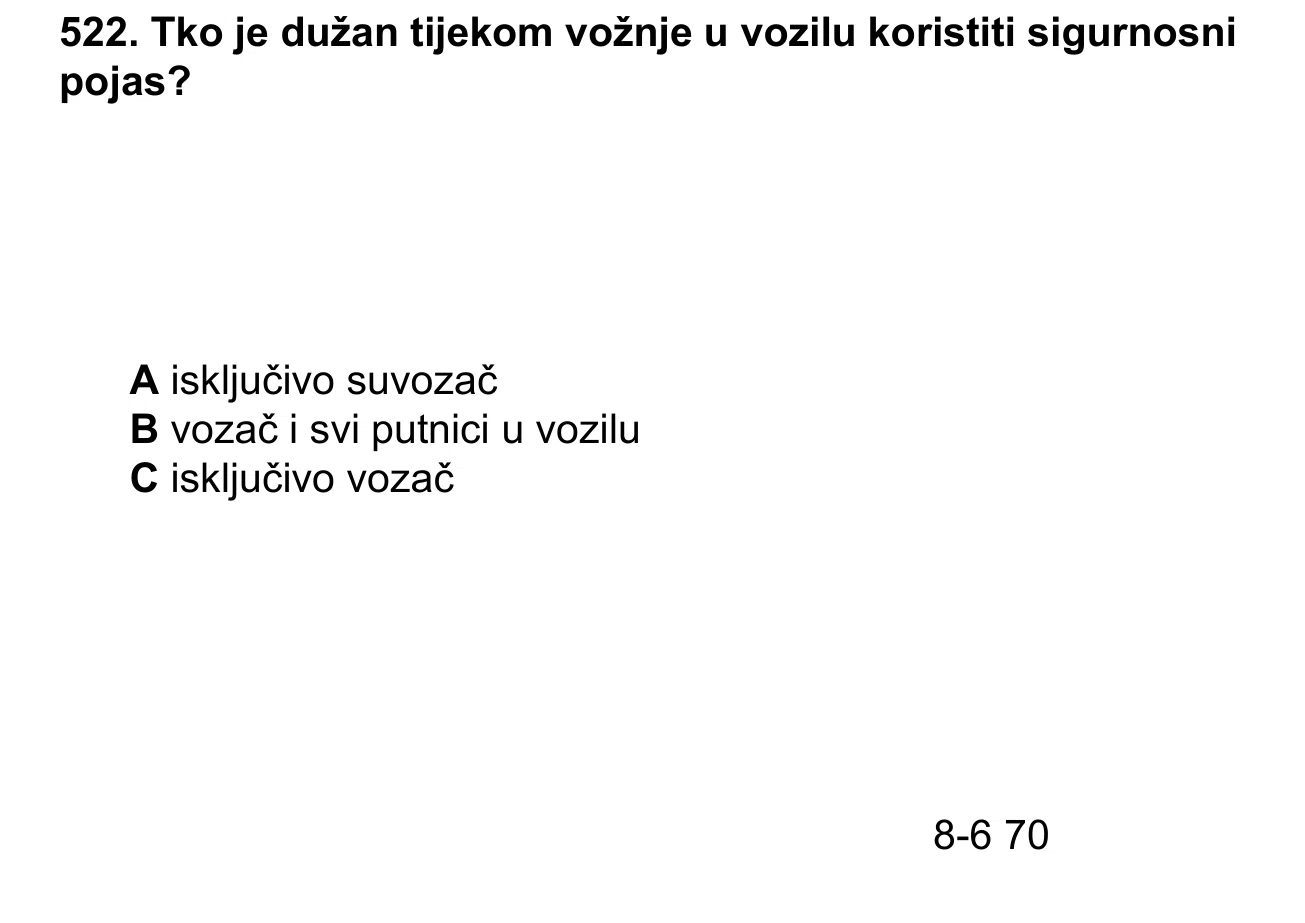 522. Tko je dužan tijekom vožnje u vozilu koristiti sigurnosni
pojas?
A isključivo suvozač
B vozač i svi putnici u vozilu
C isključivo vozač
8-6 70